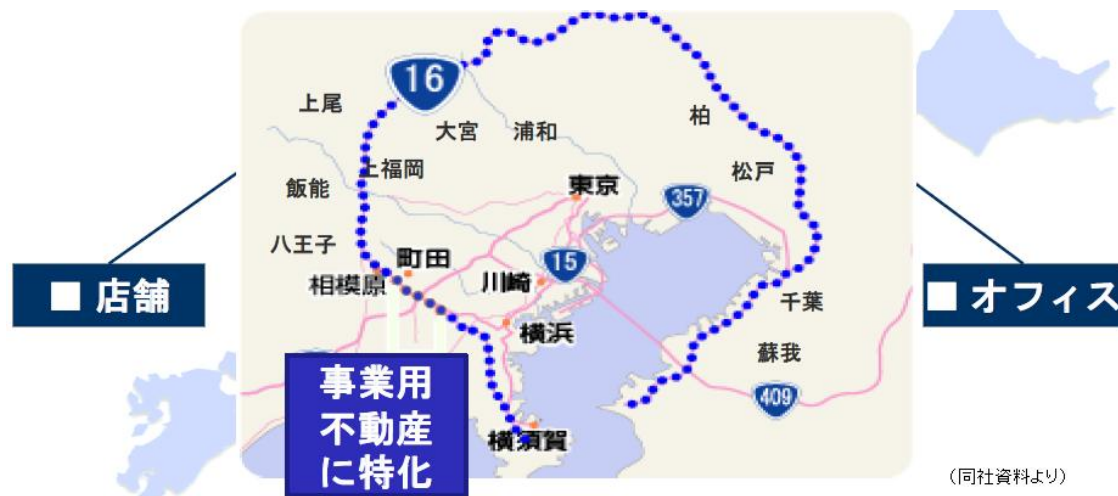 16
上尾
大宮
浦和
柏
上福岡
松戸
飯能
東京
357
八王子
町田
15
■ 店舗
相模原
川崎
■ オフィス
千葉
横浜
蘇我
事業用
不動産
に特化
409
横須賀
(同社資料より)